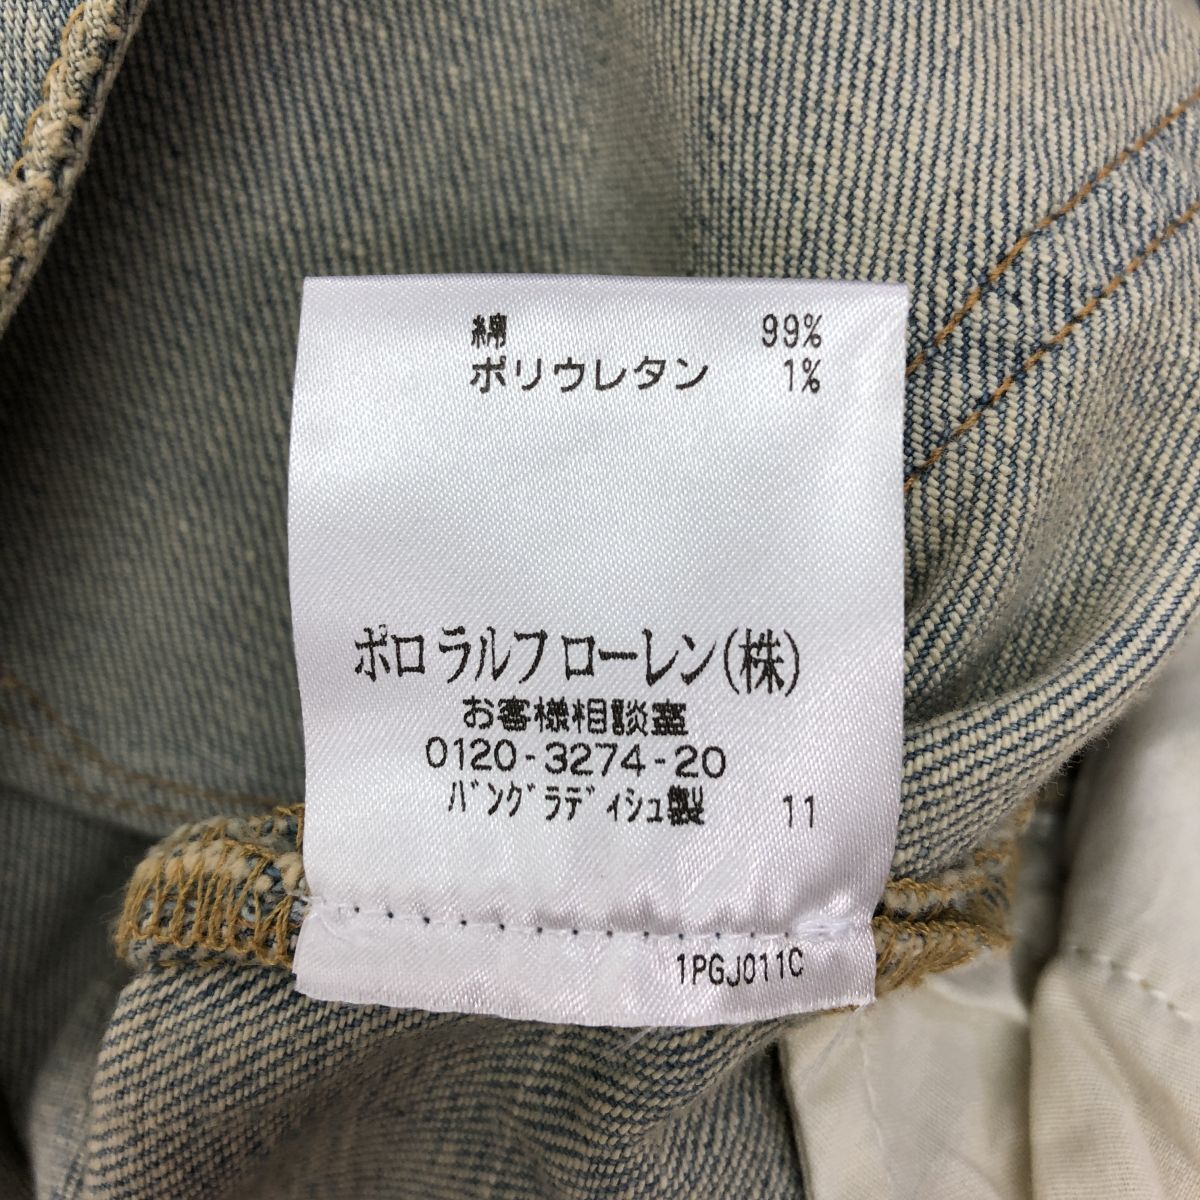 綿 99%
ポリウレタン 1%
ポロ ラルフ ローレン(株)
お客様相談室
0120-3274-20
バングラディシュ製 11
1PGJ011C